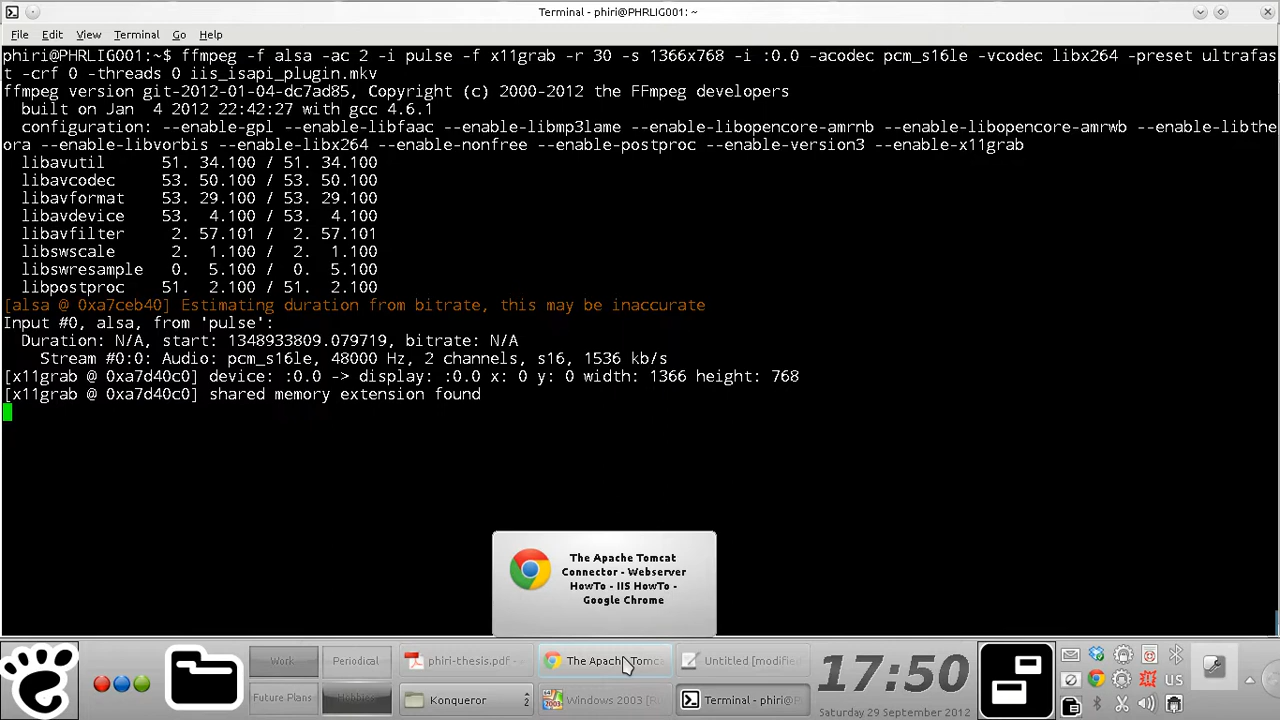 Terminal - phiri@PHRLIG001: ~
File Edit View Terminal Go Help
phiri@PHRLIG001:~$ ffmpeg -f alsa -ac 2 -i pulse -f x11grab -r 30 -s 1366x768 -i :0.0 -acodec pcm_s16le -vcodec libx264 -preset ultrafas
t -crf 0 -threads 0 iis_isapi_plugin.mkv
ffmpeg version git-2012-01-04-dc7ad85, Copyright (c) 2000-2012 the FFmpeg developers
built on Jan  4 2012 22:42:27 with gcc 4.6.1
configuration: --enable-gpl --enable-libfaac --enable-libmp3lame --enable-libopencore-amrnb --enable-libopencore-amrwb --enable-libthe
ora --enable-libvorbis --enable-libx264 --enable-nonfree --enable-postproc --enable-version3 --enable-x11grab
libavutil    51. 34.100 / 51. 34.100
libavcodec   53. 50.100 / 53. 50.100
libavformat  53. 29.100 / 53. 29.100
libavdevice  53.  4.100 / 53.  4.100
libavfilter   2. 57.101 /  2. 57.101
libswscale    2.  1.100 /  2.  1.100
libswresample 0.  5.100 /  0.  5.100
libpostproc  51.  2.100 / 51.  2.100
[alsa @ 0xa7ceb40] Estimating duration from bitrate, this may be inaccurate
Input #0, alsa, from 'pulse':
Duration: N/A, start: 1348933809.079719, bitrate: N/A
Stream #0:0: Audio: pcm_s16le, 48000 Hz, 2 channels, s16, 1536 kb/s
[x11grab @ 0xa7d40c0] device: :0.0 -> display: :0.0 x: 0 y: 0 width: 1366 height: 768
[x11grab @ 0xa7d40c0] shared memory extension found
The Apache Tomcat
Connector - Webserver
HowTo - IIS HowTo -
Google Chrome
Work Periodical phiri-thesis.pdf - The Apache Tomc Untitled [modified
Future Plans Hobbies Konqueror 2 Windows 2003 [R Terminal - phiri@P
17:50
Saturday 29 September 2012
US